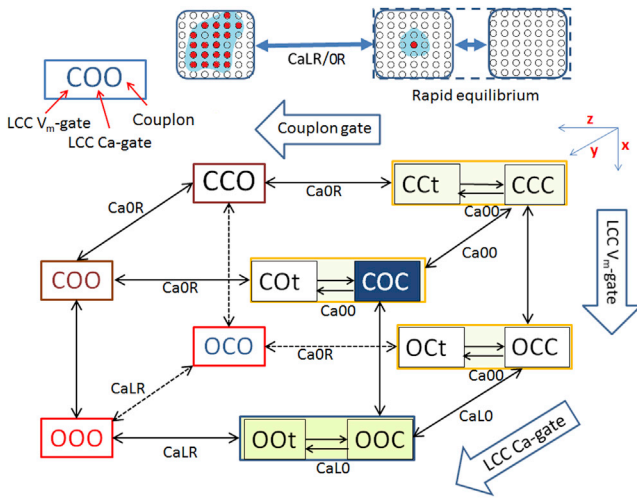 CaLR/0R
Rapid equilibrium
COO
LCC Vm-gate
LCC Ca-gate
Couplon
Couplon gate
z
y
x
CCO
Ca0R
CCt
CCC
Ca00
Ca0R
Ca00
LCC Vm-gate
COO
Ca0R
COt
COC
Ca00
OCO
Ca0R
OCt
OCC
Ca00
CaLR
CaL0
OOO
CaLR
OOt
OOC
CaL0
LCC Ca-gate